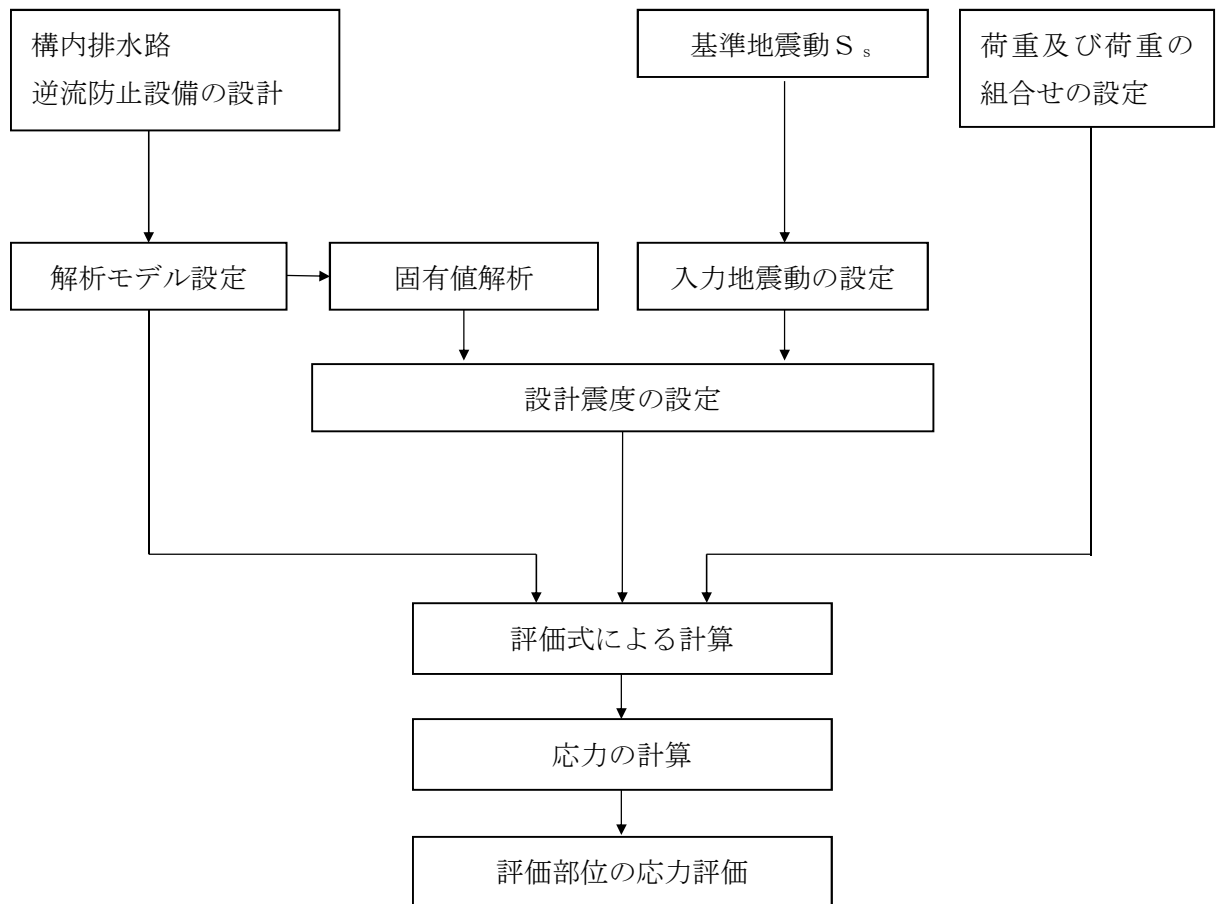 構内排水路
逆流防止設備の設計
基準地震動Ｓｓ
荷重及び荷重の
組合せの設定
解析モデル設定
固有値解析
入力地震動の設定
設計震度の設定
評価式による計算
応力の計算
評価部位の応力評価